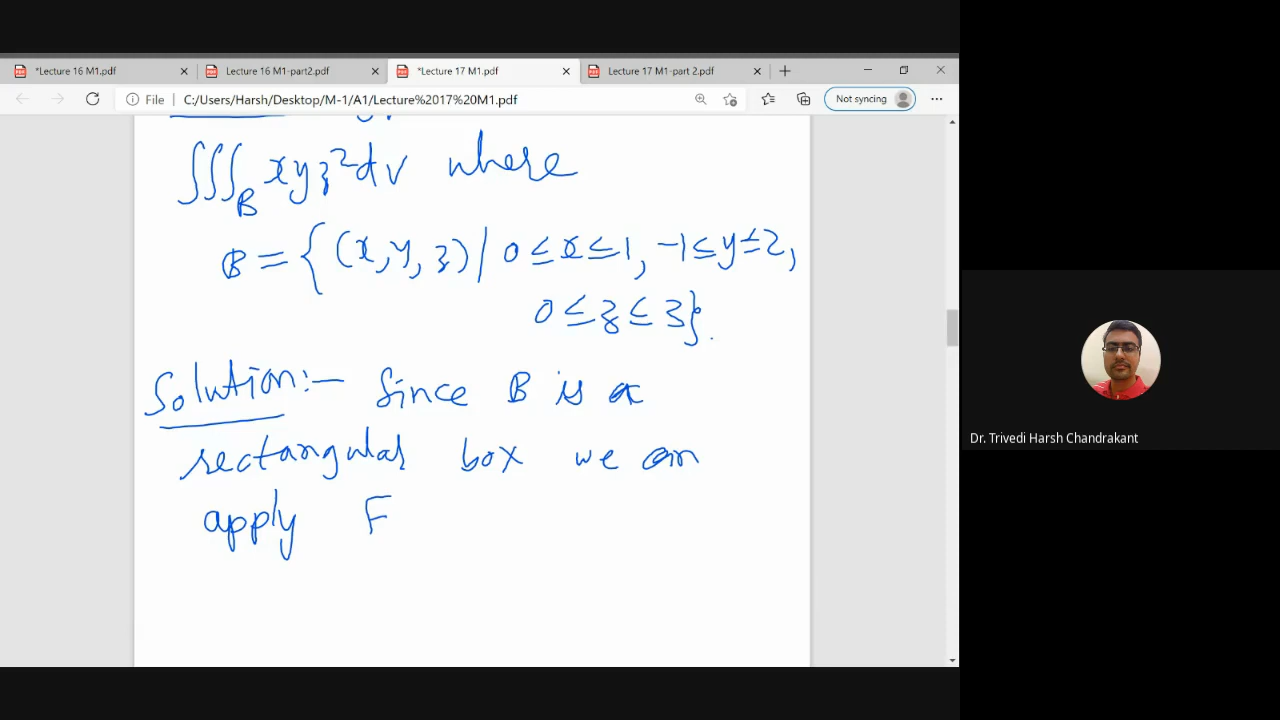 *Lecture 16 M1.pdf
Lecture 16 M1-part2.pdf
*Lecture 17 M1.pdf
Lecture 17 M1-part 2.pdf
File
C:/Users/Harsh/Desktop/M-1/A1/Lecture%2017%20M1.pdf
Not syncing
∭_B xyz² dV where
B = { (x, y, z) | 0 ≤ x ≤ 1, -1 ≤ y ≤ 2,
0 ≤ z ≤ 3}.
Solution:- Since B is a
rectangular box we can
apply F
Dr. Trivedi Harsh Chandrakant